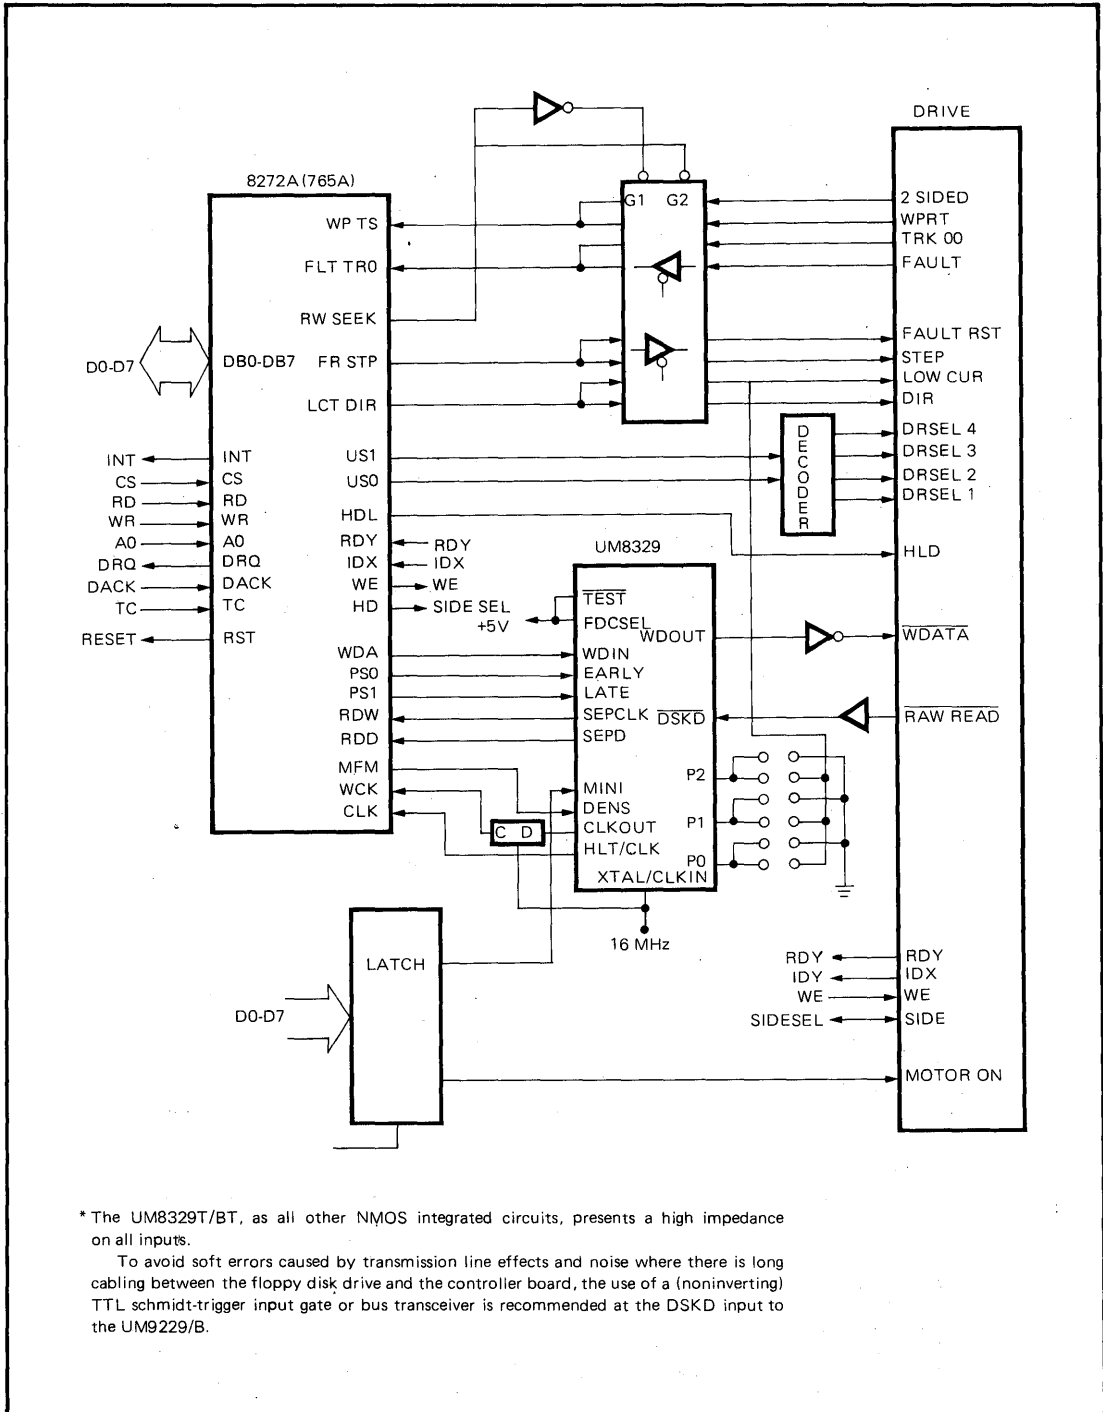 DRIVE
8272A (765A)
G1 G2
2 SIDED
WPRT
TRK 00
FAULT
WP TS
FLT TR0
RW SEEK
FR STP
LCT DIR
D0-D7
DB0-DB7
FAULT RST
STEP
LOW CUR
DIR
DECODER
DRSEL 4
DRSEL 3
DRSEL 2
DRSEL 1
HLD
INT INT
CS CS
RD RD
WR WR
A0 A0
DRQ DRQ
DACK DACK
TC TC
RESET RST
US1
US0
HDL
RDY RDY
IDX IDX
WE WE
HD SIDE SEL
+5V
WDA
PS0
PS1
RDW
RDD
MFM
WCK
CLK
UM8329
TEST
FDCSEL
WDOUT
WDIN
EARLY
LATE
SEPCLK DSKD
SEPD
P2
MINI
DENS
P1
CLKOUT
HLT/CLK
P0
XTAL/CLKIN
C D
16 MHz
WDATA
RAW READ
LATCH
D0-D7
RDY RDY
IDY IDX
WE WE
SIDESEL SIDE
MOTOR ON
* The UM8329T/BT, as all other NMOS integrated circuits, presents a high impedance
on all inputs.
To avoid soft errors caused by transmission line effects and noise where there is long
cabling between the floppy disk drive and the controller board, the use of a (noninverting)
TTL schmidt-trigger input gate or bus transceiver is recommended at the DSKD input to
the UM9229/B.